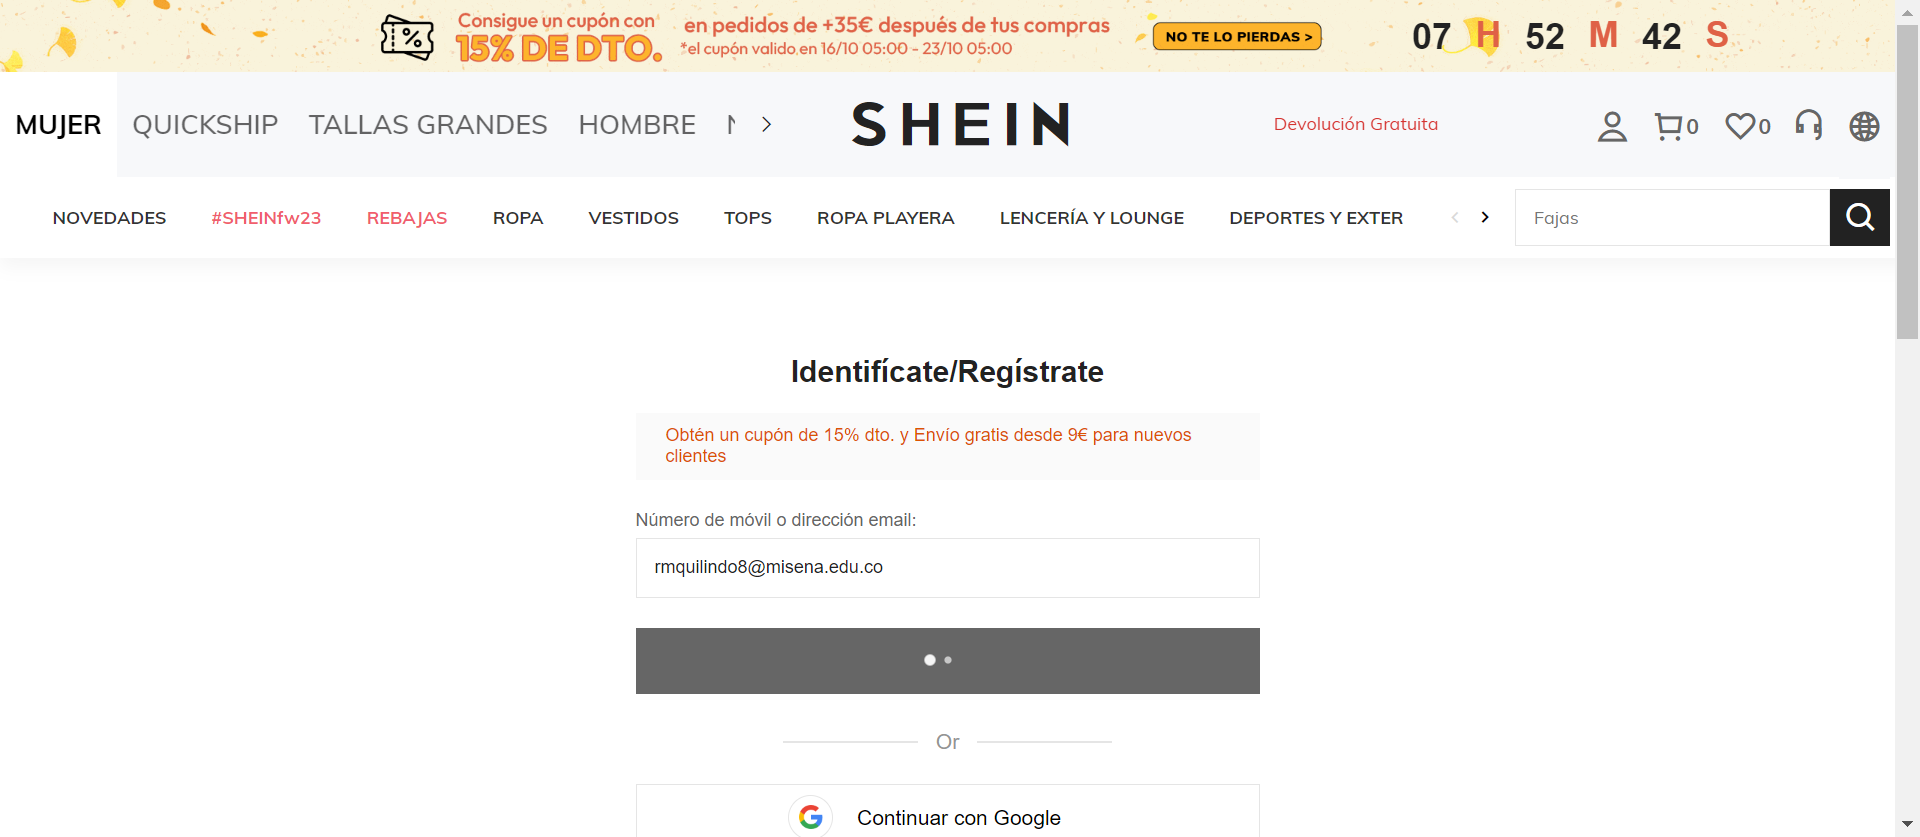 Consigue un cupón con
15% DE DTO.
en pedidos de +35€ después de tus compras
*el cupón valido en 16/10 05:00 - 23/10 05:00
NO TE LO PIERDAS >
07 H 52 M 42 S
MUJER QUICKSHIP TALLAS GRANDES HOMBRE
SHEIN
Devolución Gratuita
0 0
NOVEDADES #SHEINfw23 REBAJAS ROPA VESTIDOS TOPS ROPA PLAYERA LENCERÍA Y LOUNGE DEPORTES Y EXTER
Fajas
Identifícate/Regístrate
Obtén un cupón de 15% dto. y Envío gratis desde 9€ para nuevos
clientes
Número de móvil o dirección email:
rmquilindo8@misena.edu.co
Or
Continuar con Google